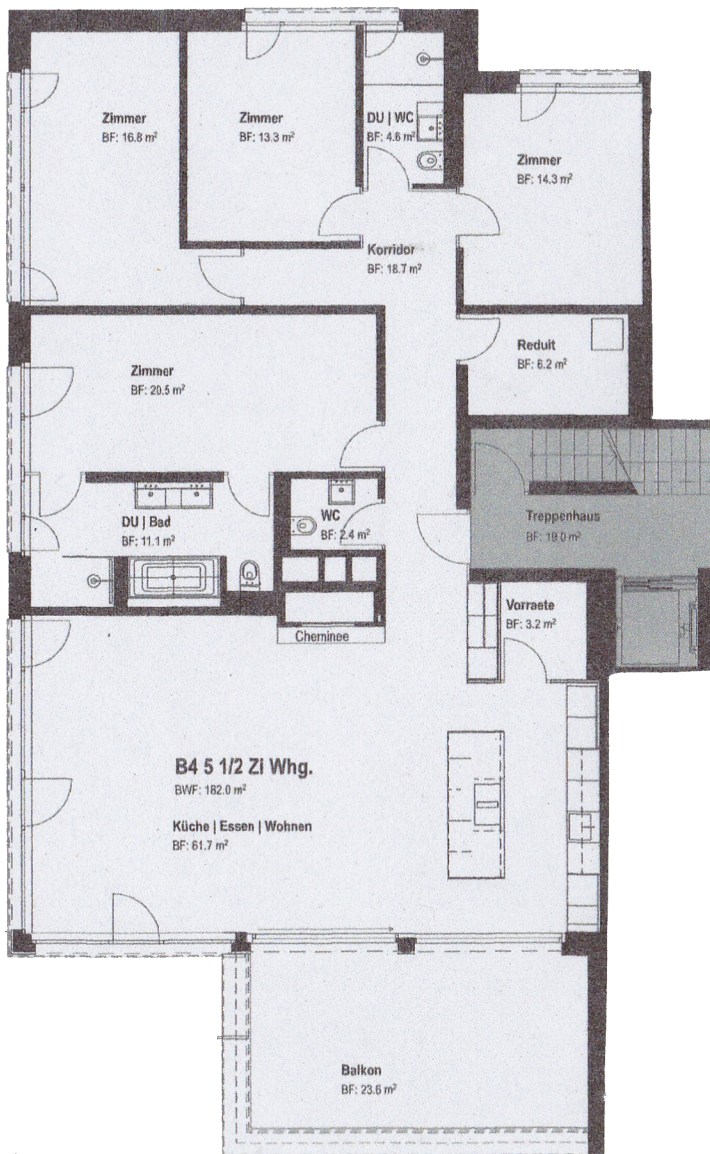 Zimmer
BF: 16.8 m²
Zimmer
BF: 13.3 m²
DU | WC
BF: 4.6 m²
Zimmer
BF: 14.3 m²
Korridor
BF: 18.7 m²
Reduit
BF: 6.2 m²
Zimmer
BF: 20.5 m²
DU | Bad
BF: 11.1 m²
WC
BF: 2.4 m²
Treppenhaus
BF: 19.0 m²
Vorraete
BF: 3.2 m²
Cheminee
B4 5 1/2 Zi Whg.
BWF: 182.0 m²
Küche | Essen | Wohnen
BF: 61.7 m²
Balkon
BF: 23.6 m²